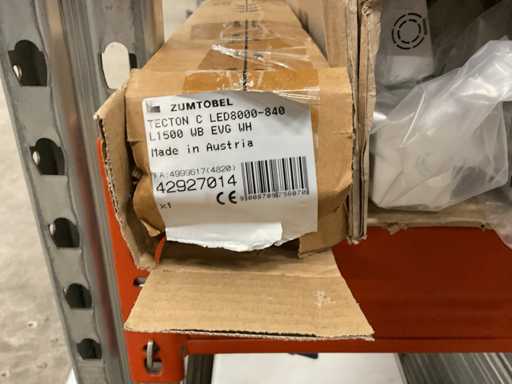 ZUMTOBEL
TECTON C LED8000-840
L1500 WB EVG WH
Made in Austria
FA:4999617(4820)
42927014
x1 CE